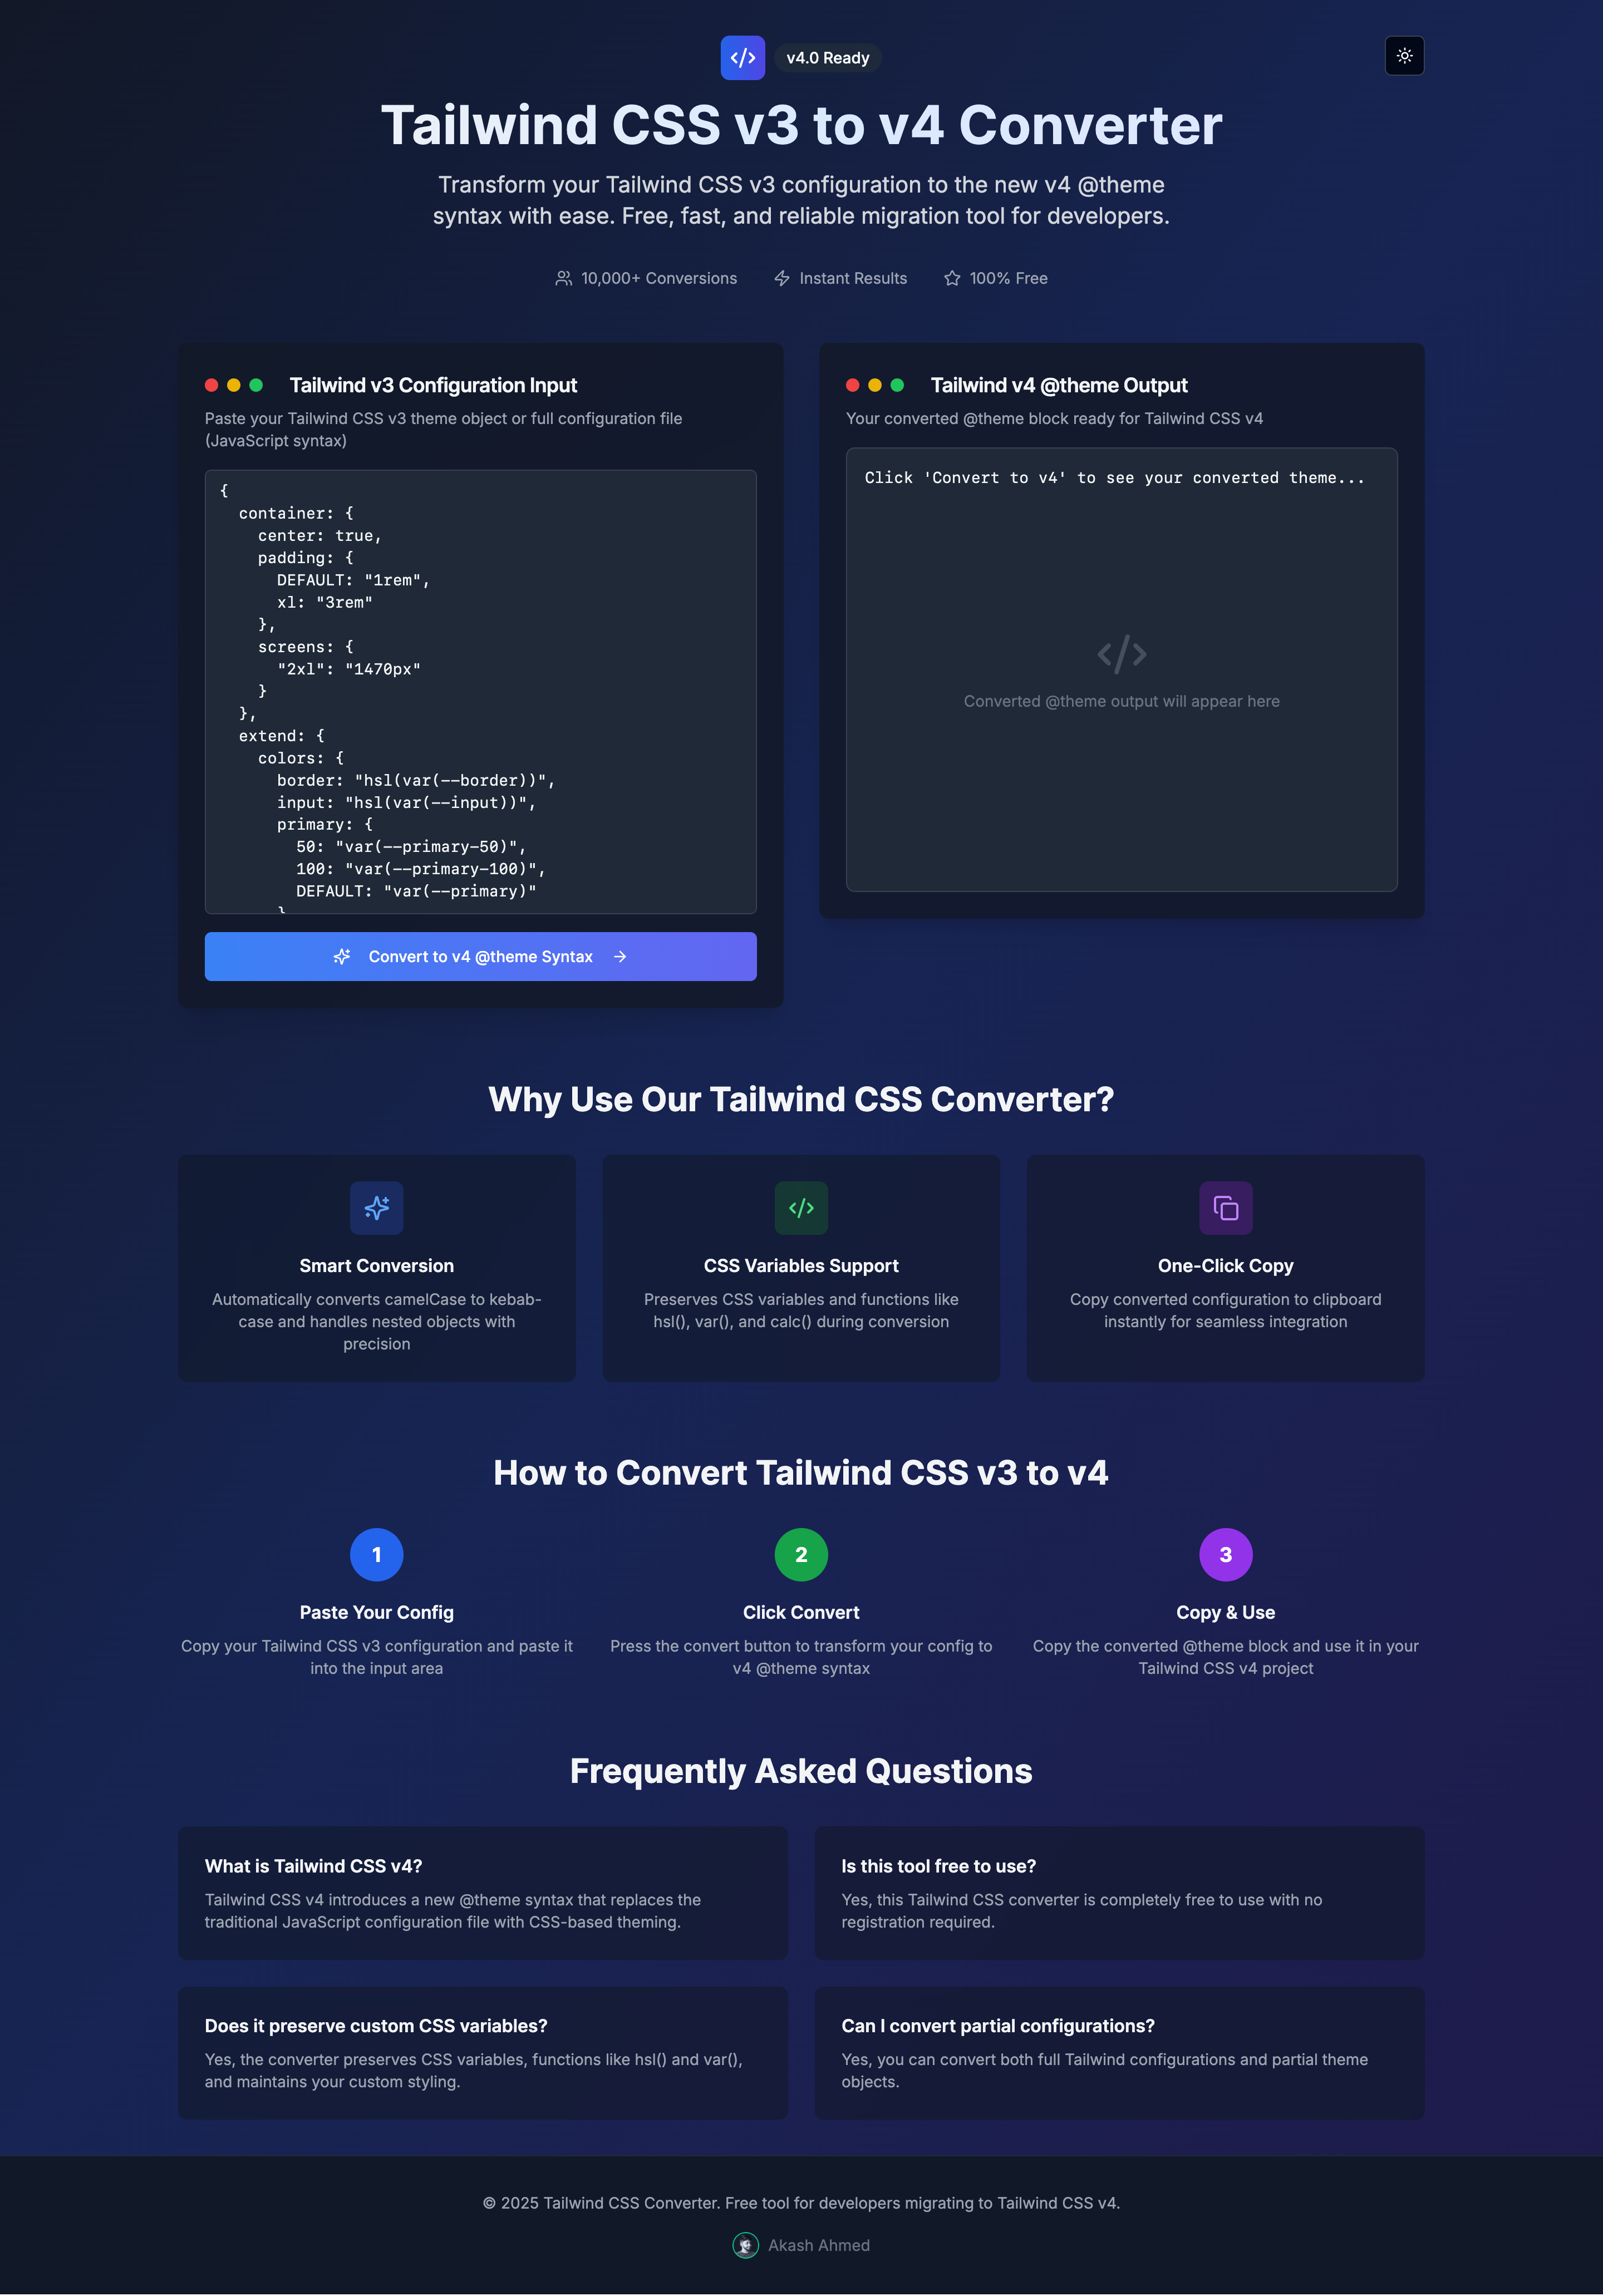 v4.0 Ready
Tailwind CSS v3 to v4 Converter
Transform your Tailwind CSS v3 configuration to the new v4 @theme
syntax with ease. Free, fast, and reliable migration tool for developers.
10,000+ Conversions
Instant Results
100% Free
Tailwind v3 Configuration Input
Paste your Tailwind CSS v3 theme object or full configuration file
(JavaScript syntax)
{
  container: {
    center: true,
    padding: {
      DEFAULT: "1rem",
      xl: "3rem"
    },
    screens: {
      "2xl": "1470px"
    }
  },
  extend: {
    colors: {
      border: "hsl(var(--border))",
      input: "hsl(var(--input))",
      primary: {
        50: "var(--primary-50)",
        100: "var(--primary-100)",
        DEFAULT: "var(--primary)"
      }
Convert to v4 @theme Syntax
Tailwind v4 @theme Output
Your converted @theme block ready for Tailwind CSS v4
Click 'Convert to v4' to see your converted theme...
Converted @theme output will appear here
Why Use Our Tailwind CSS Converter?
Smart Conversion
Automatically converts camelCase to kebab-
case and handles nested objects with
precision
CSS Variables Support
Preserves CSS variables and functions like
hsl(), var(), and calc() during conversion
One-Click Copy
Copy converted configuration to clipboard
instantly for seamless integration
How to Convert Tailwind CSS v3 to v4
1
Paste Your Config
Copy your Tailwind CSS v3 configuration and paste it
into the input area
2
Click Convert
Press the convert button to transform your config to
v4 @theme syntax
3
Copy & Use
Copy the converted @theme block and use it in your
Tailwind CSS v4 project
Frequently Asked Questions
What is Tailwind CSS v4?
Tailwind CSS v4 introduces a new @theme syntax that replaces the
traditional JavaScript configuration file with CSS-based theming.
Is this tool free to use?
Yes, this Tailwind CSS converter is completely free to use with no
registration required.
Does it preserve custom CSS variables?
Yes, the converter preserves CSS variables, functions like hsl() and var(),
and maintains your custom styling.
Can I convert partial configurations?
Yes, you can convert both full Tailwind configurations and partial theme
objects.
© 2025 Tailwind CSS Converter. Free tool for developers migrating to Tailwind CSS v4.
Akash Ahmed